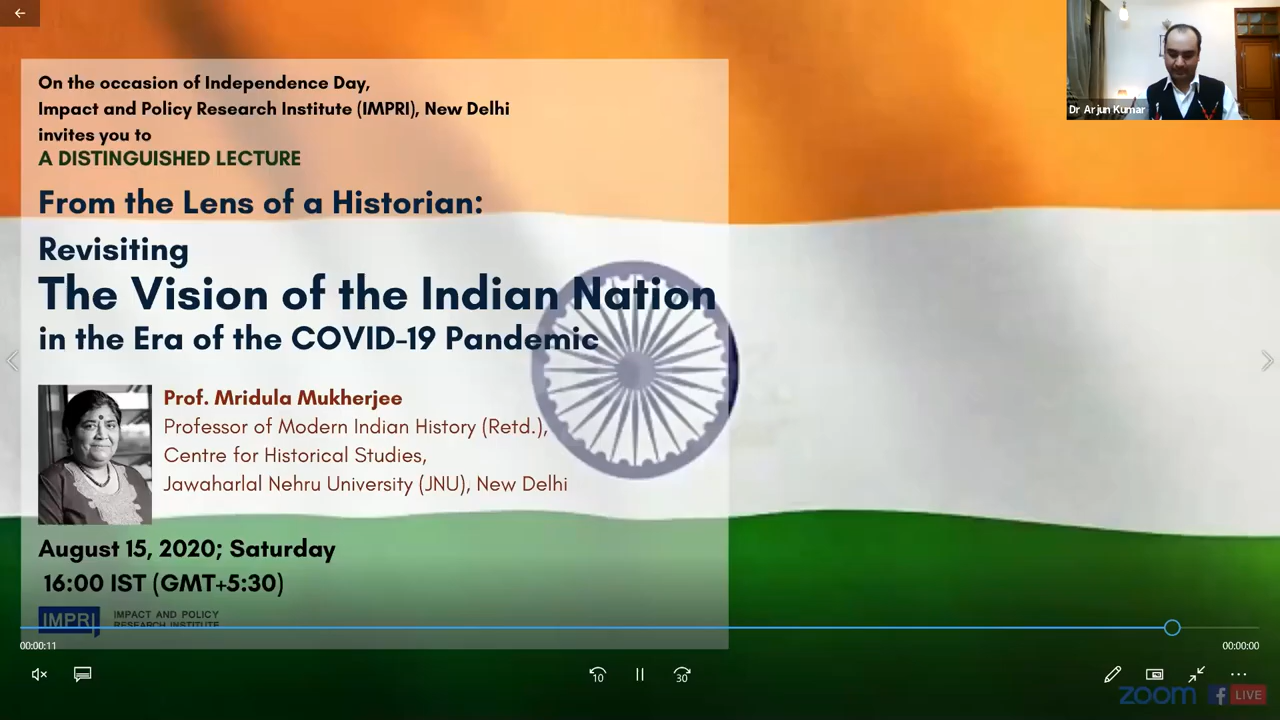 On the occasion of Independence Day,
Impact and Policy Research Institute (IMPRI), New Delhi
invites you to
A DISTINGUISHED LECTURE
From the Lens of a Historian:
Revisiting
The Vision of the Indian Nation
in the Era of the COVID-19 Pandemic
Prof. Mridula Mukherjee
Professor of Modern Indian History (Retd.),
Centre for Historical Studies,
Jawaharlal Nehru University (JNU), New Delhi
August 15, 2020; Saturday
16:00 IST (GMT+5:30)
IMPRI
IMPACT AND POLICY
RESEARCH INSTITUTE
Dr Arjun Kumar
00:00:11
00:00:00
10
30
zoom
f LIVE